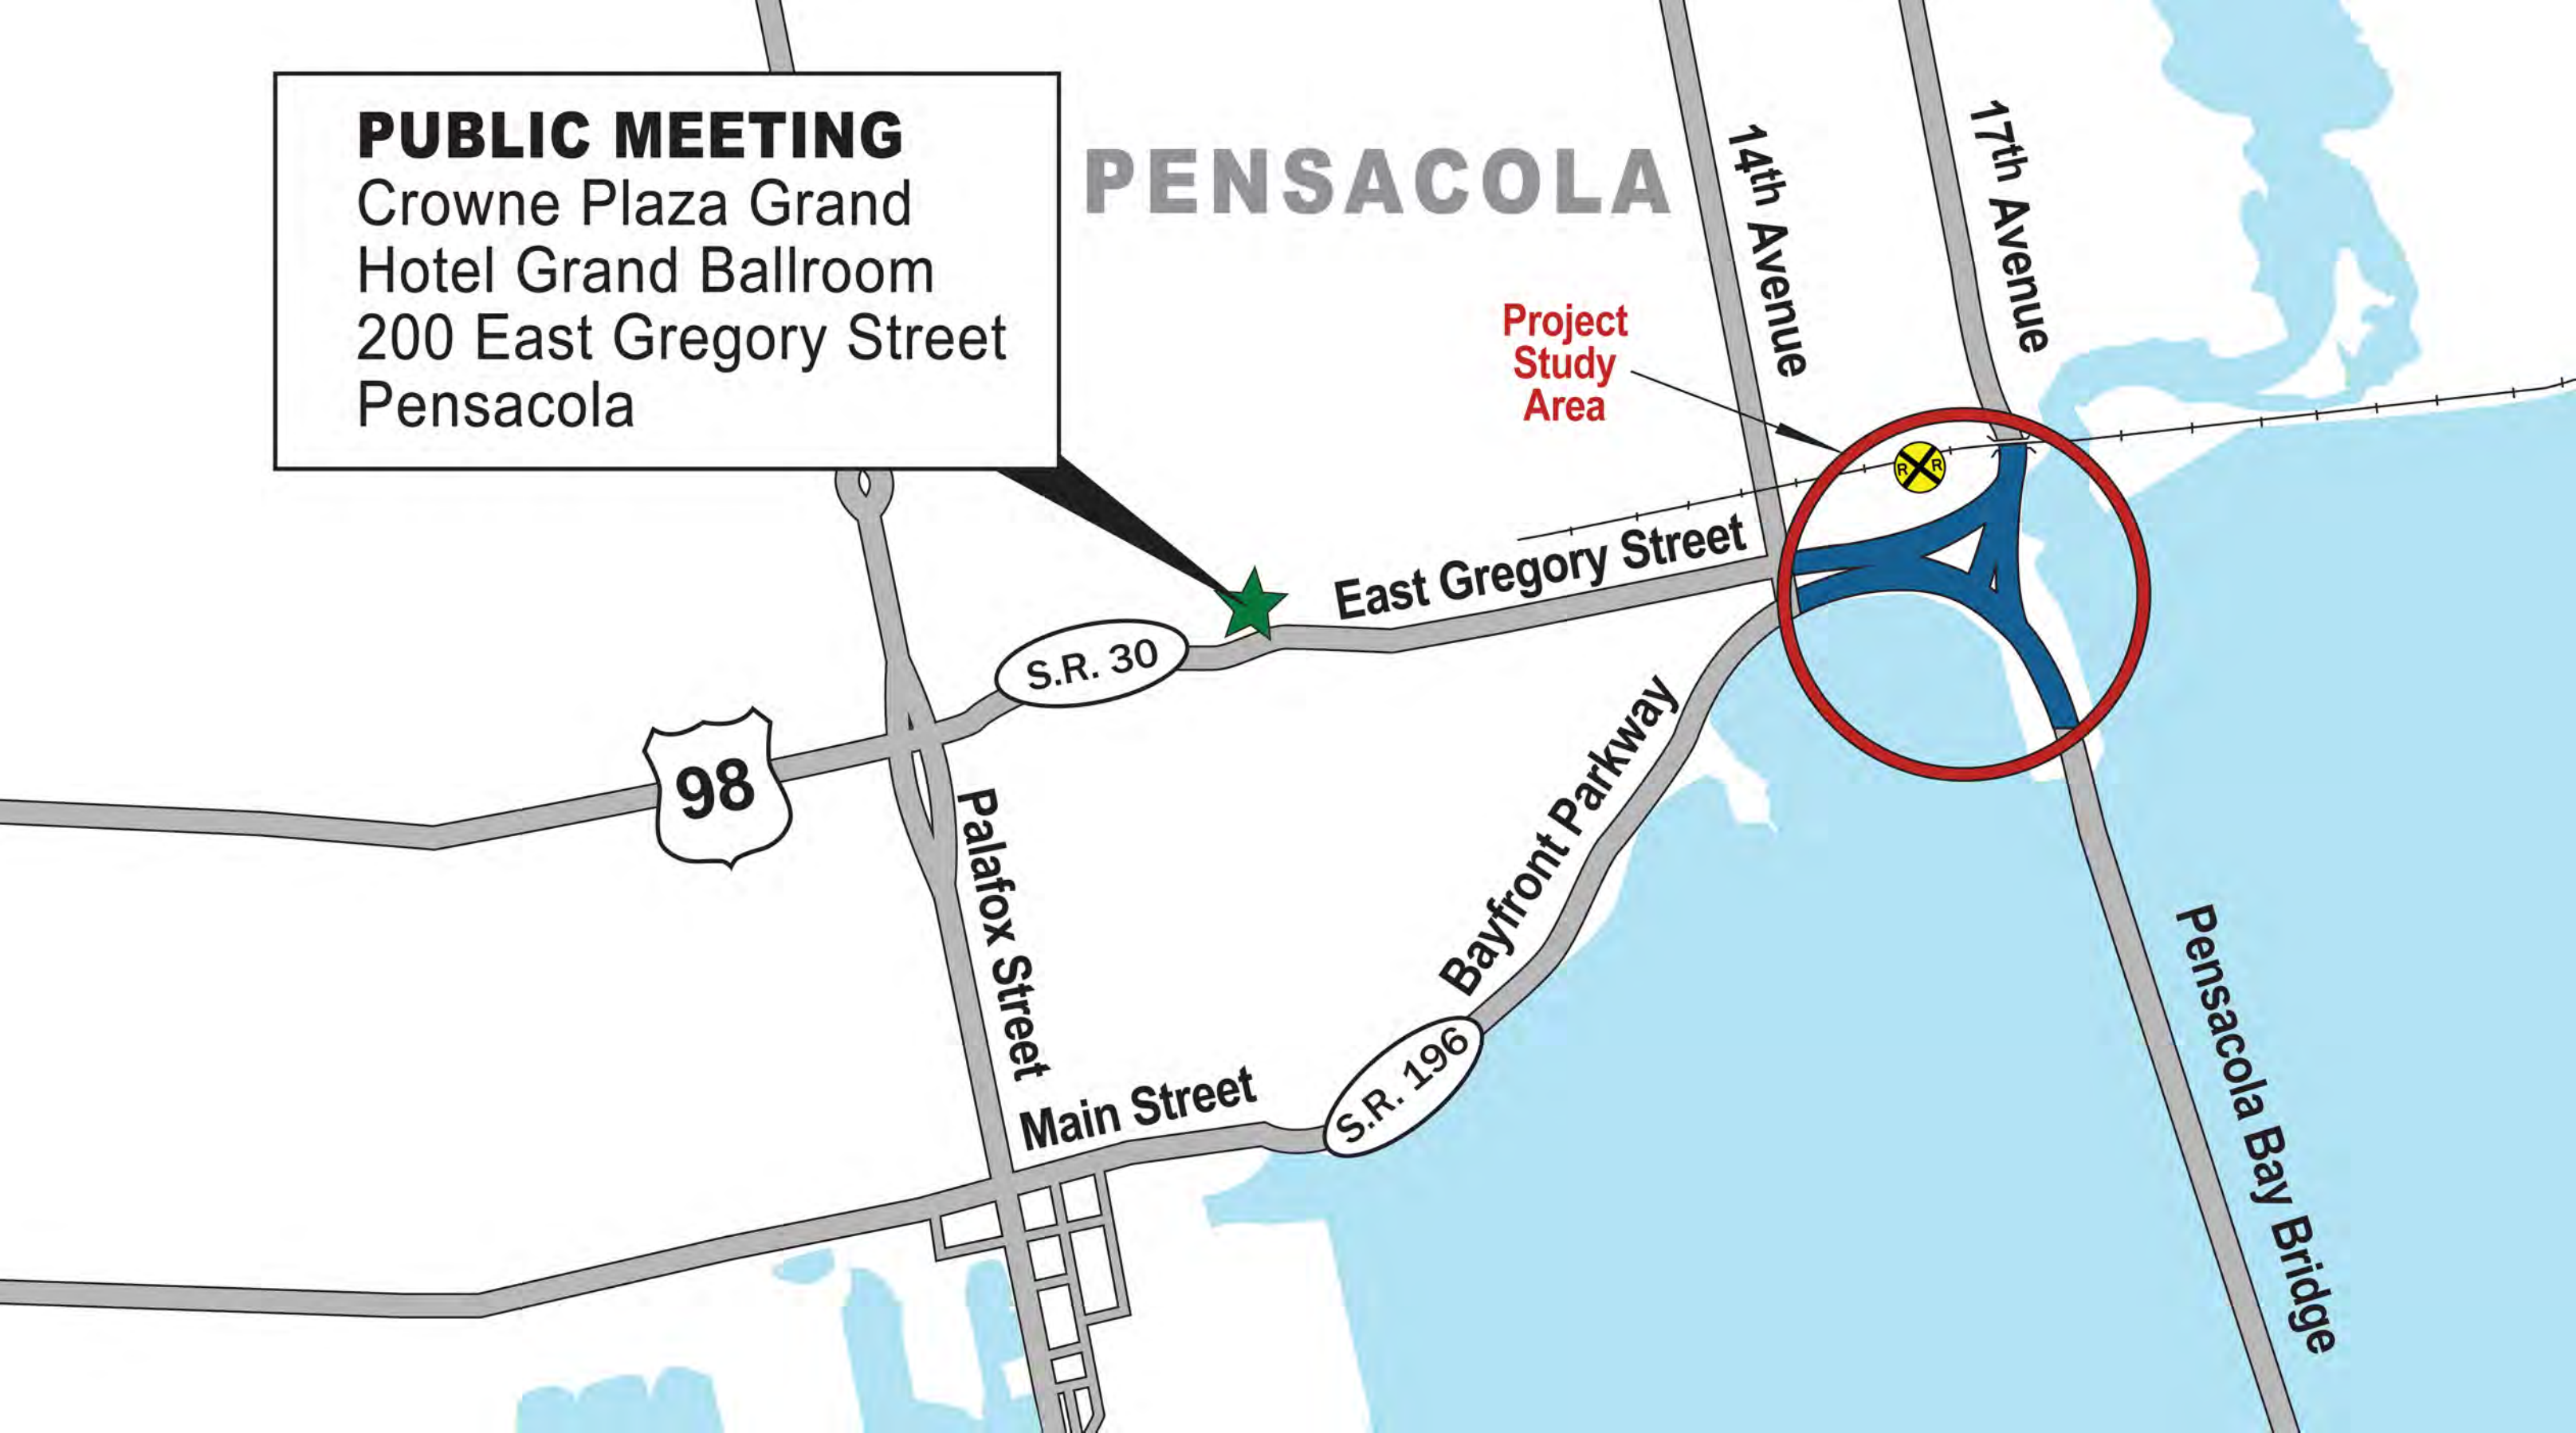 PUBLIC MEETING
Crowne Plaza Grand
Hotel Grand Ballroom
200 East Gregory Street
Pensacola
PENSACOLA
14th Avenue
17th Avenue
Project
Study
Area
R R
East Gregory Street
S.R. 30
98
Palafox Street
Bayfront Parkway
S.R. 196
Main Street
Pensacola Bay Bridge